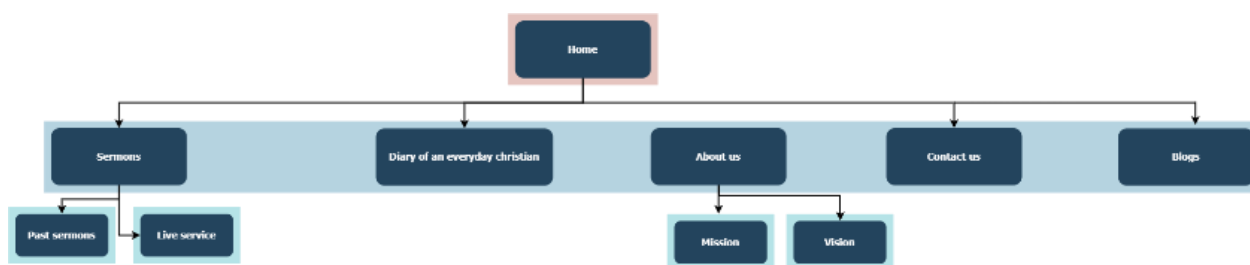 Home
Sermons
Diary of an everyday christian
About us
Contact us
Blogs
Past sermons
Live service
Mission
Vision